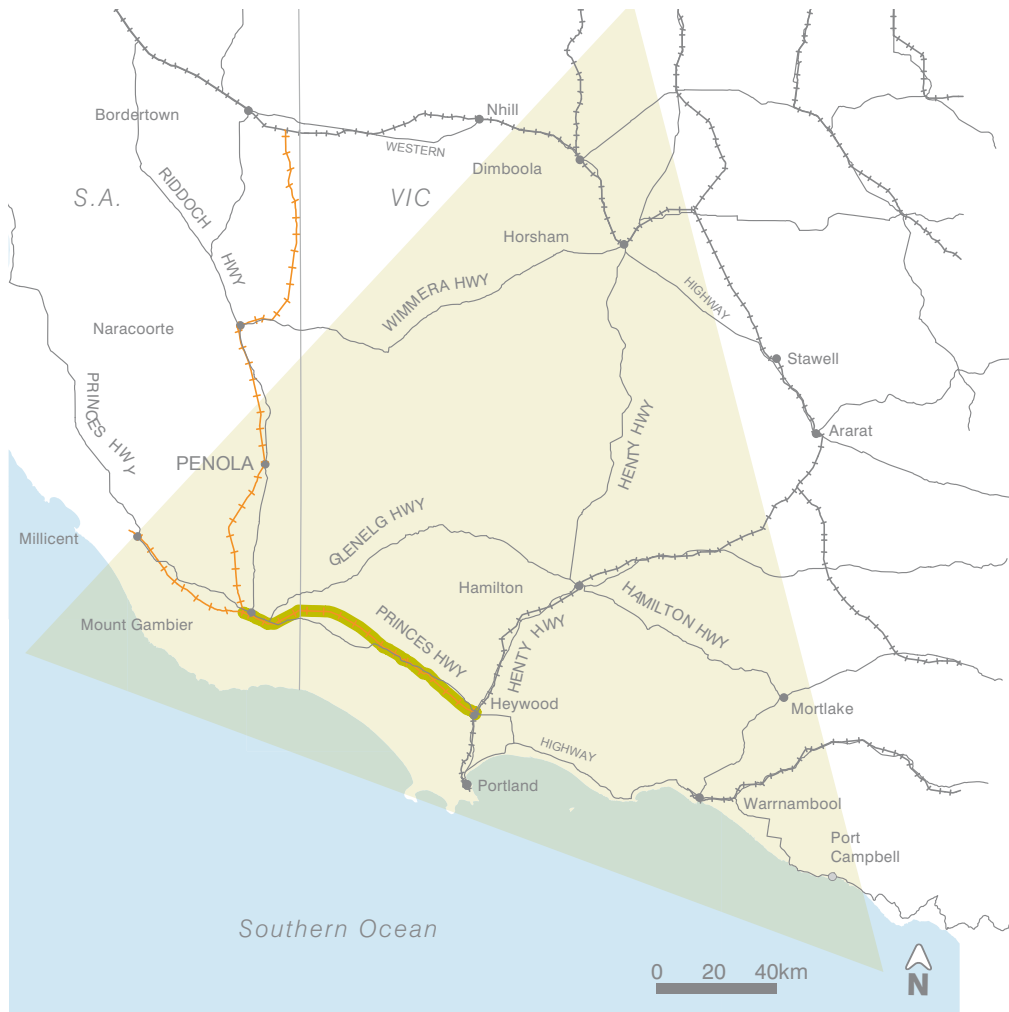 Bordertown
Nhill
WESTERN
Dimboola
S.A.
RIDDOCH
VIC
Horsham
HWY
WIMMERA HWY
HIGHWAY
Naracoorte
Stawell
PRINCES HWY
HENTY HWY
Ararat
PENOLA
GLENELG HWY
Millicent
Hamilton
HAMILTON HWY
Mount Gambier
PRINCES HWY
HENTY HWY
Heywood
Mortlake
HIGHWAY
Portland
Warrnambool
Port
Campbell
Southern Ocean
0 20 40km
N